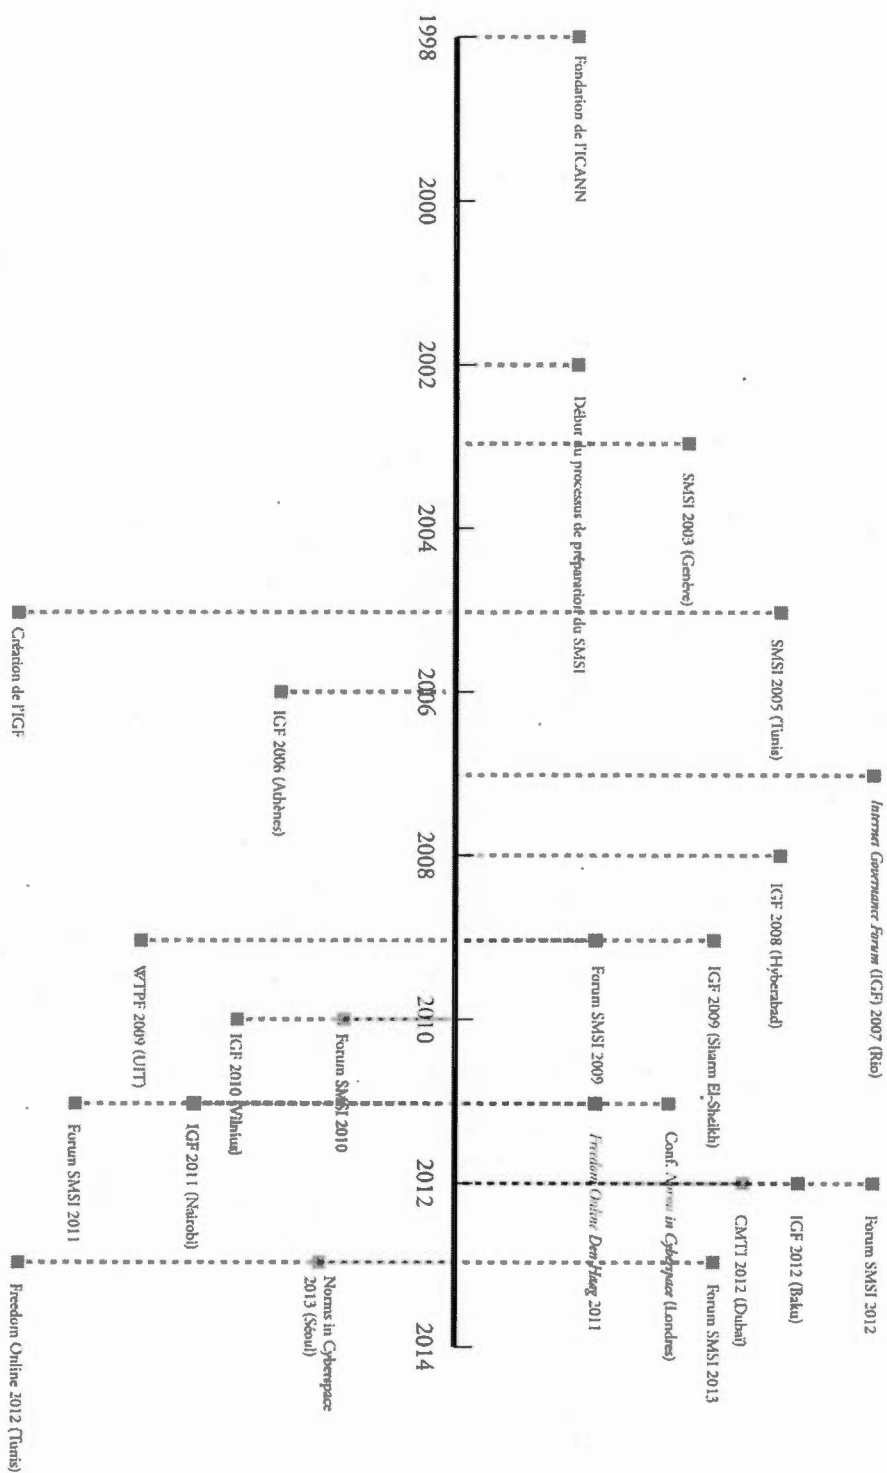 Forum SMSI 2012
Internet Governance Forum (IGF) 2007 (Rio)
IGF 2012 (Baku)
SMSI 2005 (Tunis)
IGF 2008 (Hyberabad)
CMTI 2012 (Dubaï)
IGF 2009 (Sharm El-Sheikh)
Forum SMSI 2013
SMSI 2003 (Genève)
Conf. Norms in Cyberspace (Londres)
Forum SMSI 2009
Freedom Online Den Haag 2011
Fondation de l'ICANN
Début du processus de préparation du SMSI
1998
2000
2002
2004
2006
2008
2010
2012
2014
Forum SMSI 2010
Norms in Cyberspace
2013 (Séoul)
IGF 2006 (Athènes)
IGF 2010 (Vilnius)
IGF 2011 (Nairobi)
WTPF 2009 (UIT)
Forum SMSI 2011
Création de l'IGF
Freedom Online 2012 (Tunis)